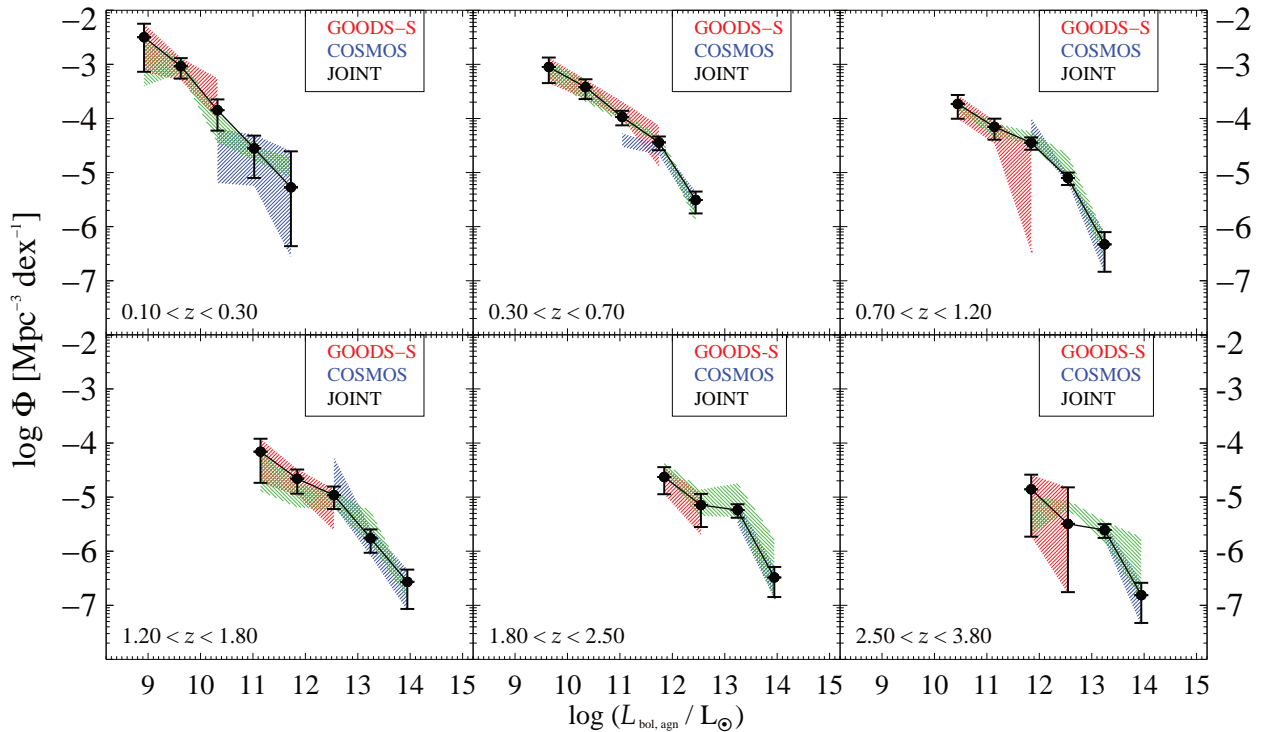 −2
−3
−4
−5
−6
−7
GOODS−S
COSMOS
JOINT
0.10 < z < 0.30
GOODS−S
COSMOS
JOINT
0.30 < z < 0.70
GOODS−S
COSMOS
JOINT
0.70 < z < 1.20
−2
−3
−4
−5
−6
−7
log Φ [Mpc⁻³ dex⁻¹]
−2
−3
−4
−5
−6
−7
GOODS−S
COSMOS
JOINT
1.20 < z < 1.80
GOODS-S
COSMOS
JOINT
1.80 < z < 2.50
GOODS-S
COSMOS
JOINT
2.50 < z < 3.80
-2
-3
-4
-5
-6
-7
9 10 11 12 13 14 15
9 10 11 12 13 14 15
9 10 11 12 13 14 15
log (L bol, agn / L⊙)